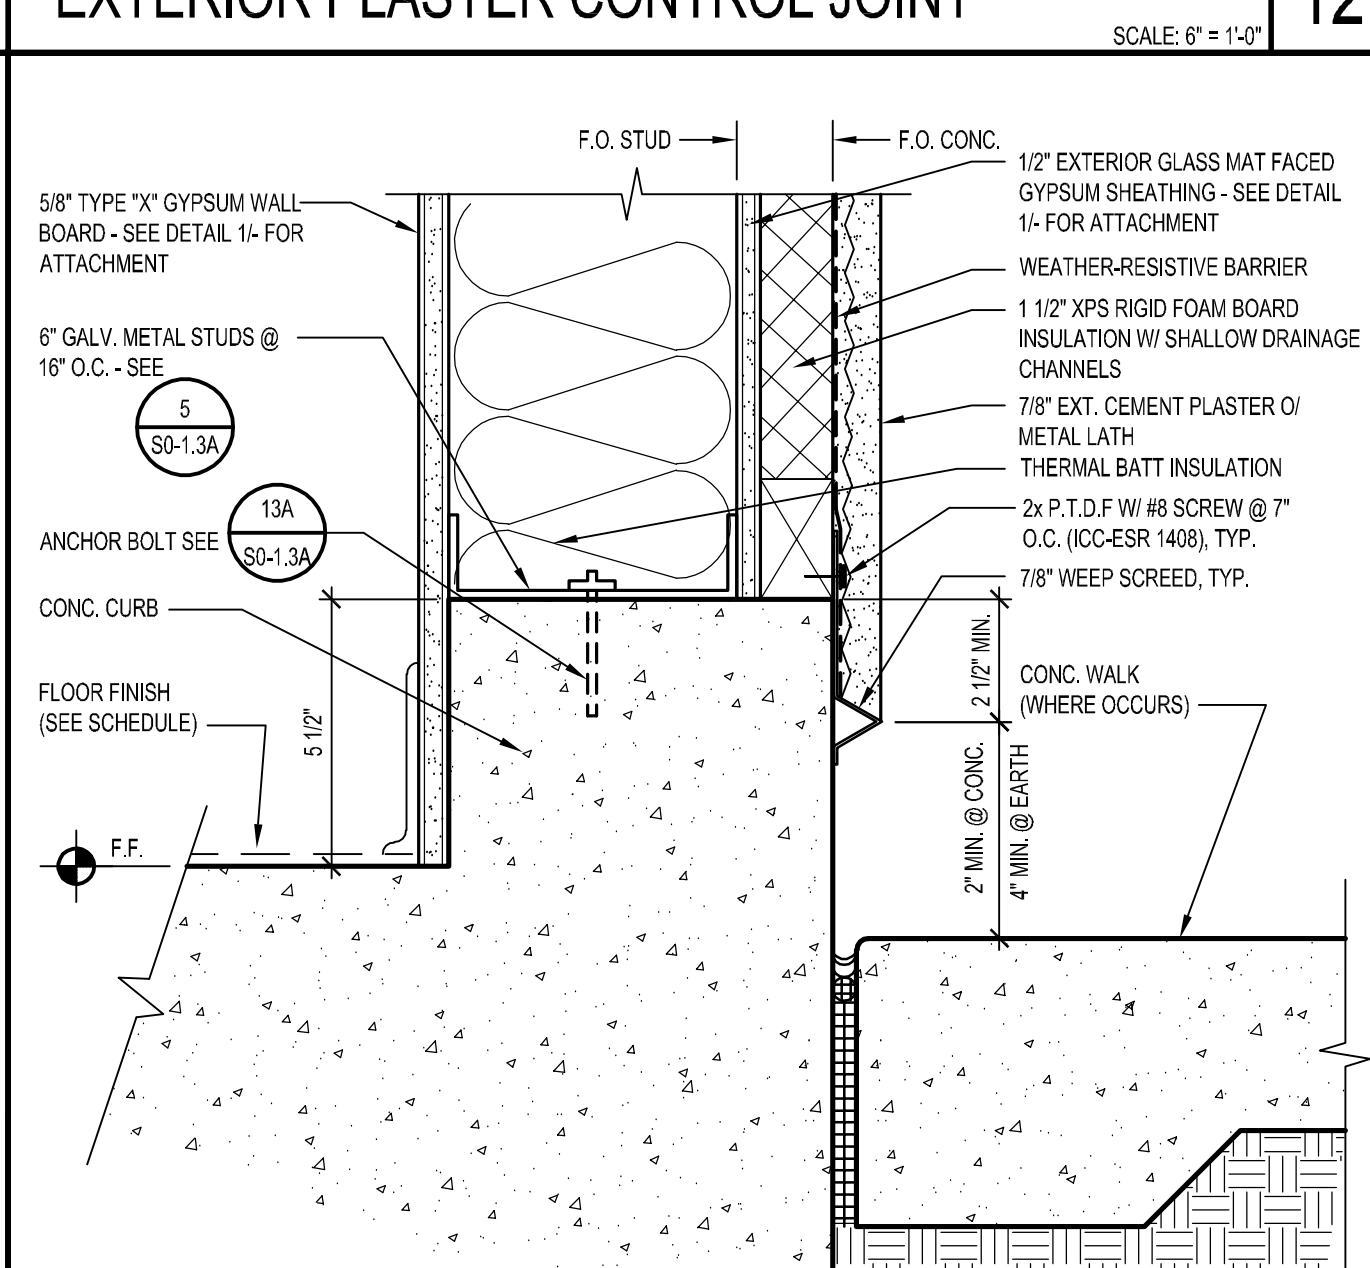 EXTERIOR PLASTER CONTROL JOINT
12
SCALE: 6" = 1'-0"
F.O. STUD
F.O. CONC.
5/8" TYPE "X" GYPSUM WALL
BOARD - SEE DETAIL 1/- FOR
ATTACHMENT
6" GALV. METAL STUDS @
16" O.C. - SEE
5
S0-1.3A
13A
S0-1.3A
ANCHOR BOLT SEE
CONC. CURB
FLOOR FINISH
(SEE SCHEDULE)
5 1/2"
F.F.
1/2" EXTERIOR GLASS MAT FACED
GYPSUM SHEATHING - SEE DETAIL
1/- FOR ATTACHMENT
WEATHER-RESISTIVE BARRIER
1 1/2" XPS RIGID FOAM BOARD
INSULATION W/ SHALLOW DRAINAGE
CHANNELS
7/8" EXT. CEMENT PLASTER O/
METAL LATH
THERMAL BATT INSULATION
2x P.T.D.F W/ #8 SCREW @ 7"
O.C. (ICC-ESR 1408), TYP.
7/8" WEEP SCREED, TYP.
2 1/2" MIN.
CONC. WALK
(WHERE OCCURS)
2" MIN. @ CONC.
4" MIN. @ EARTH